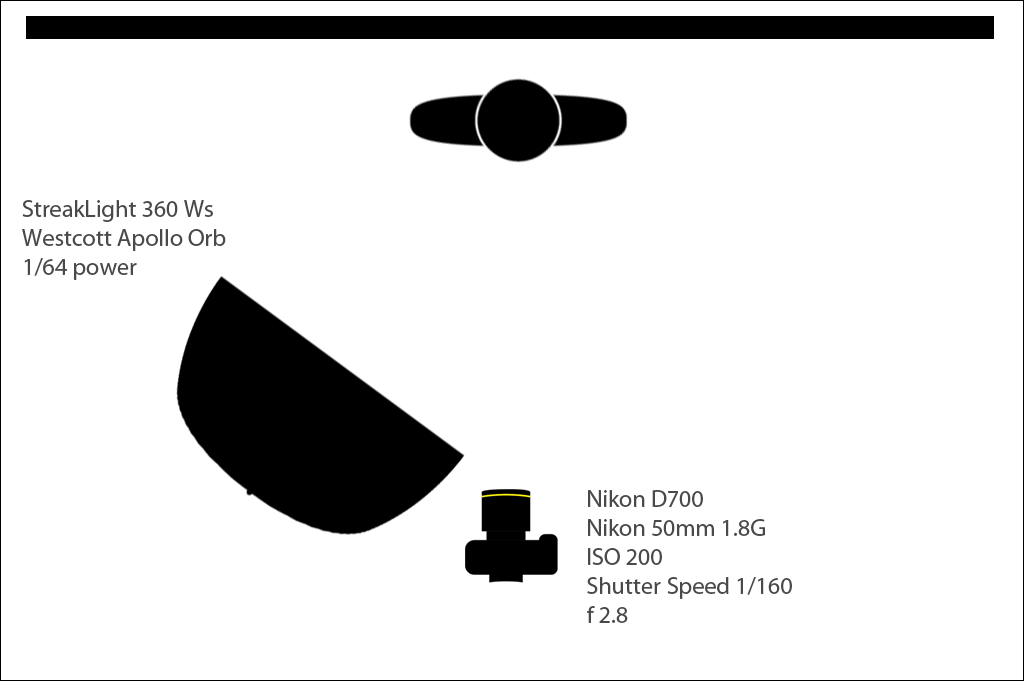 StreakLight 360 Ws
Westcott Apollo Orb
1/64 power
Nikon D700
Nikon 50mm 1.8G
ISO 200
Shutter Speed 1/160
f 2.8